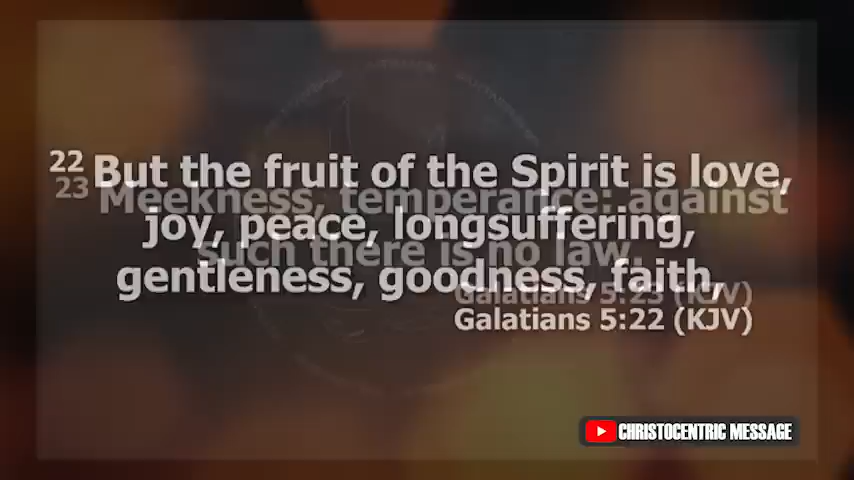 22 But the fruit of the Spirit is love,
joy, peace, longsuffering,
gentleness, goodness, faith,
Galatians 5:22 (KJV)
23 Meekness, temperance: against
such there is no law.
Galatians 5:23 (KJV)
CHRISTOCENTRIC MESSAGE